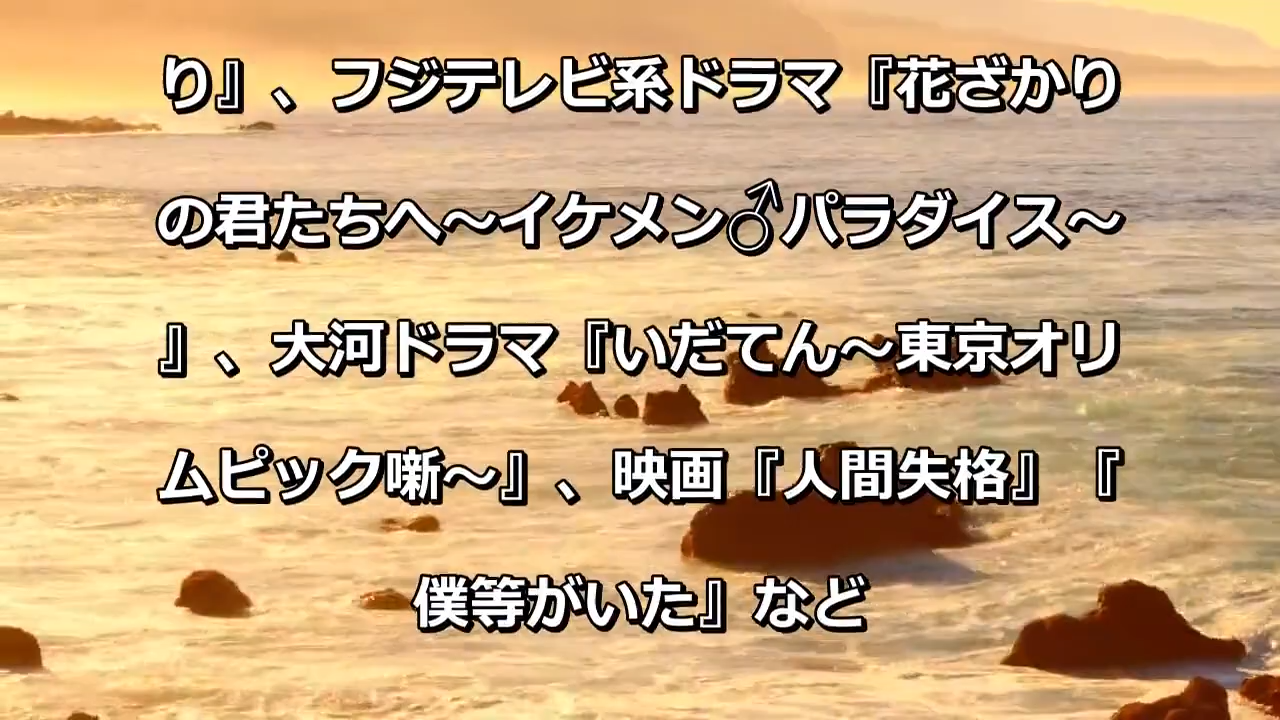 り』、フジテレビ系ドラマ『花ざかり
の君たちへ～イケメン♂パラダイス～
』、大河ドラマ『いだてん～東京オリ
ムピック噺～』、映画『人間失格』『
僕等がいた』など